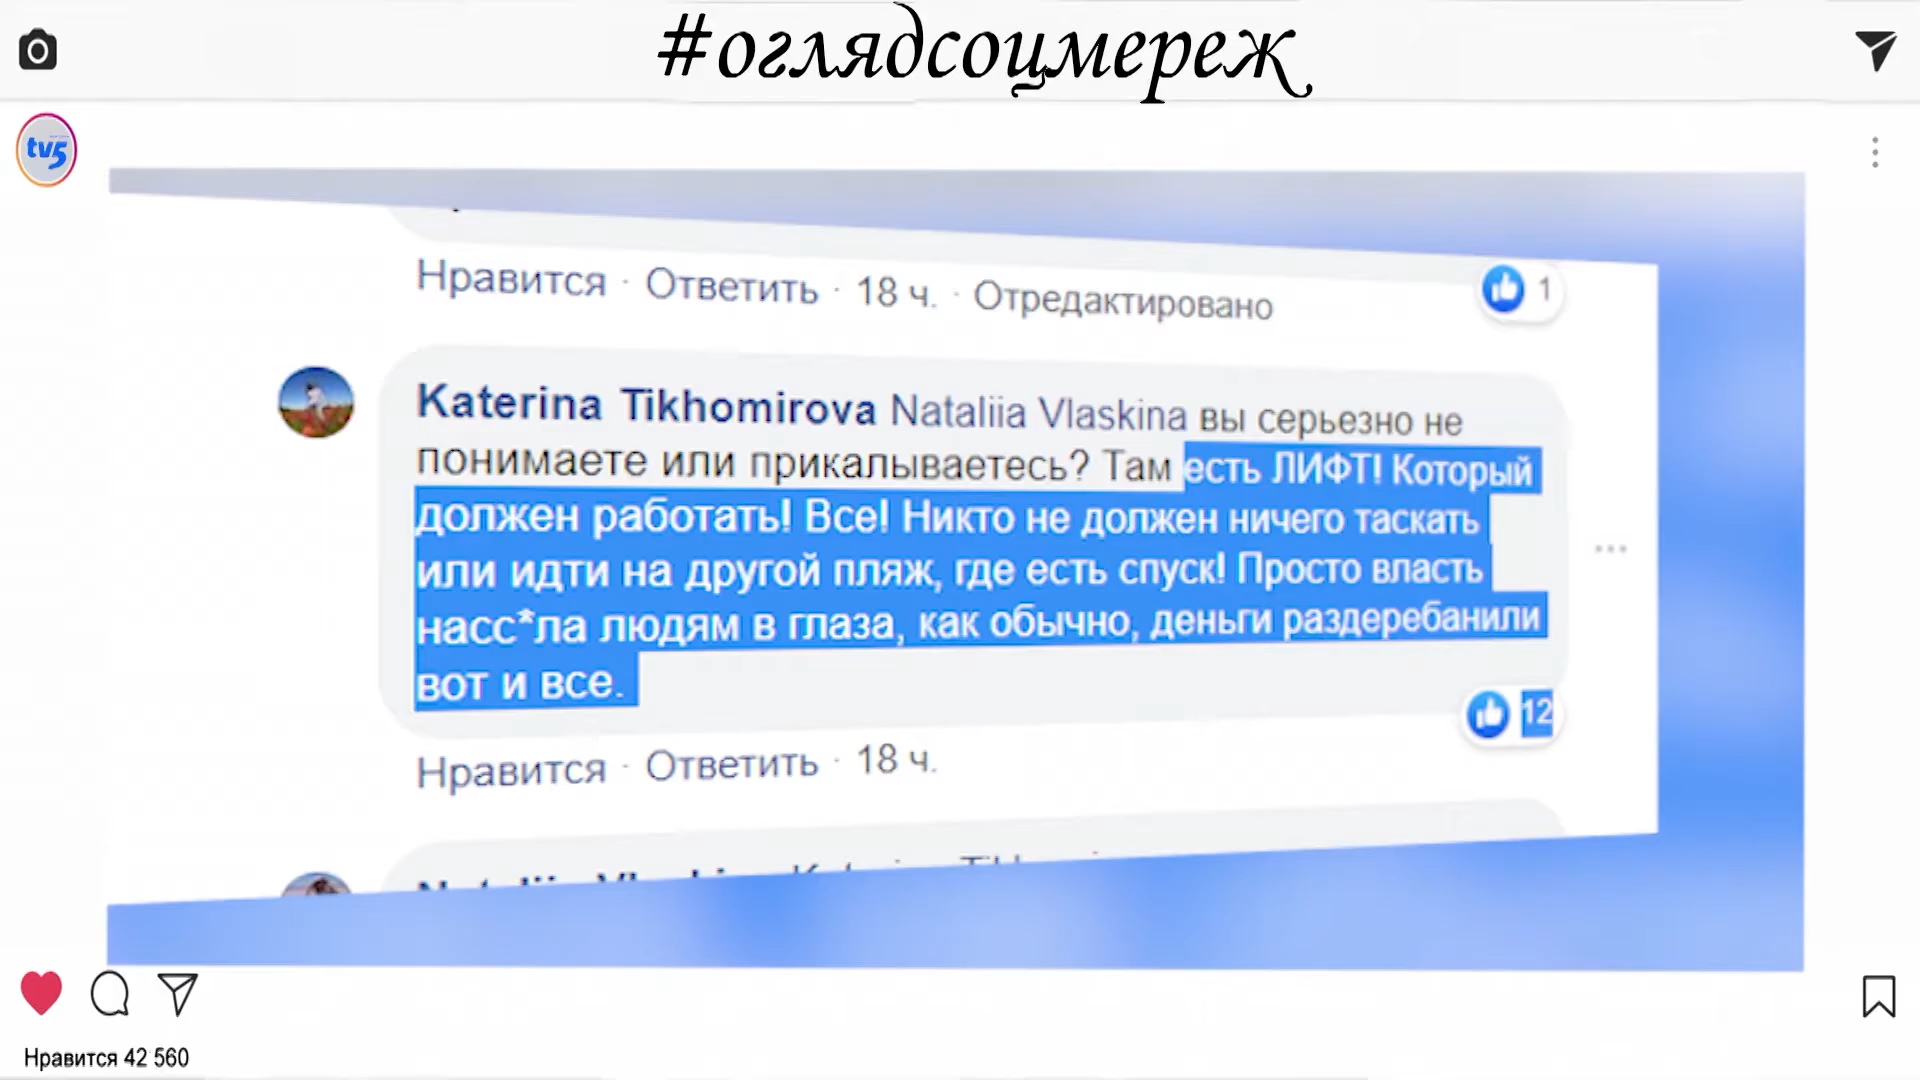 #оглядсоцмереж
tv5
Нравится · Ответить · 18 ч. · Отредактировано
1
Katerina Tikhomirova Nataliia Vlaskina вы серьезно не
понимаете или прикалываетесь? Там есть ЛИФТ! Который
должен работать! Все! Никто не должен ничего таскать
или идти на другой пляж, где есть спуск! Просто власть
насс*ла людям в глаза, как обычно, деньги раздеребанили
вот и все.
12
Нравится · Ответить · 18 ч.
Нравится 42 560